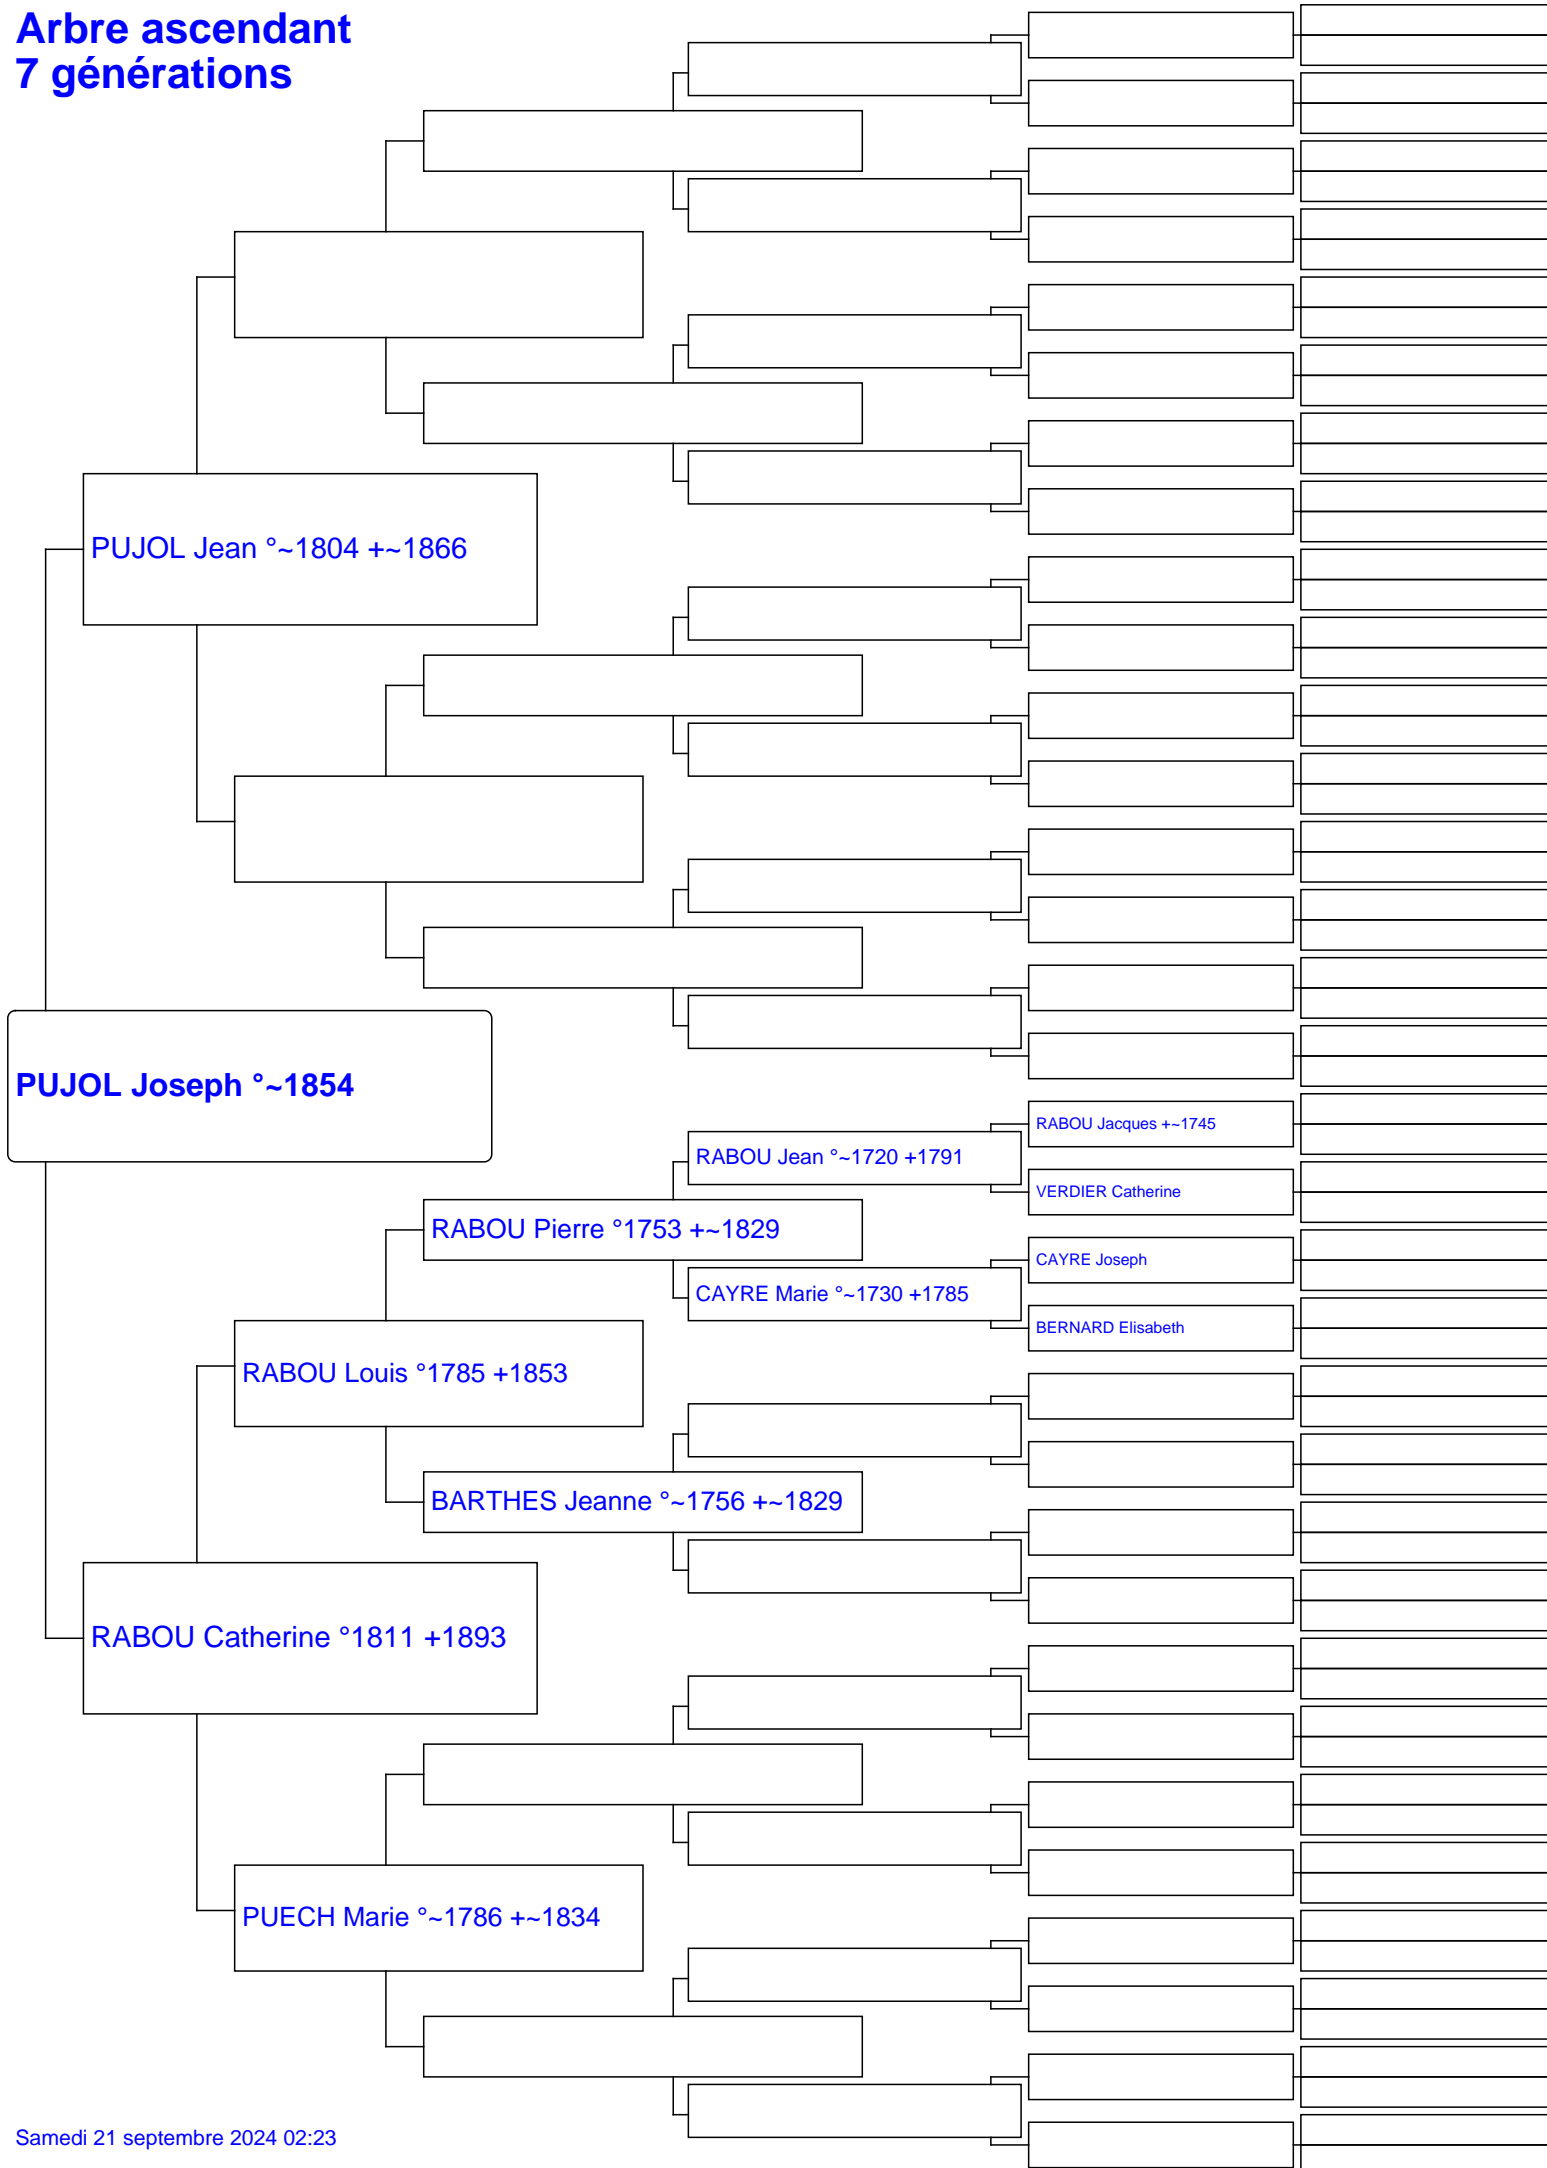 Arbre ascendant
7 générations
PUJOL Jean °~1804 +~1866
PUJOL Joseph °~1854
RABOU Jacques +~1745
RABOU Jean °~1720 +1791
VERDIER Catherine
RABOU Pierre °1753 +~1829
CAYRE Joseph
CAYRE Marie °~1730 +1785
BERNARD Elisabeth
RABOU Louis °1785 +1853
BARTHES Jeanne °~1756 +~1829
RABOU Catherine °1811 +1893
PUECH Marie °~1786 +~1834
Samedi 21 septembre 2024 02:23